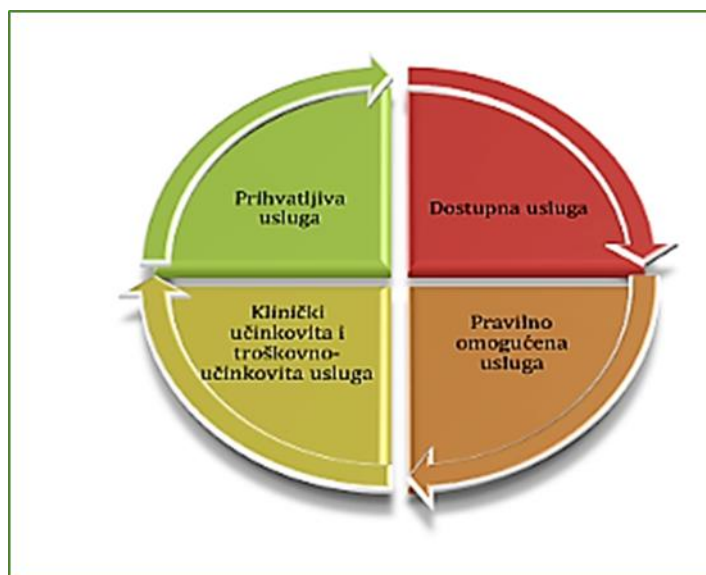 Prihvatljiva
usluga
Dostupna usluga
Klinički
učinkovita i
troškovno-
učinkovita usluga
Pravilno
omogućena
usluga